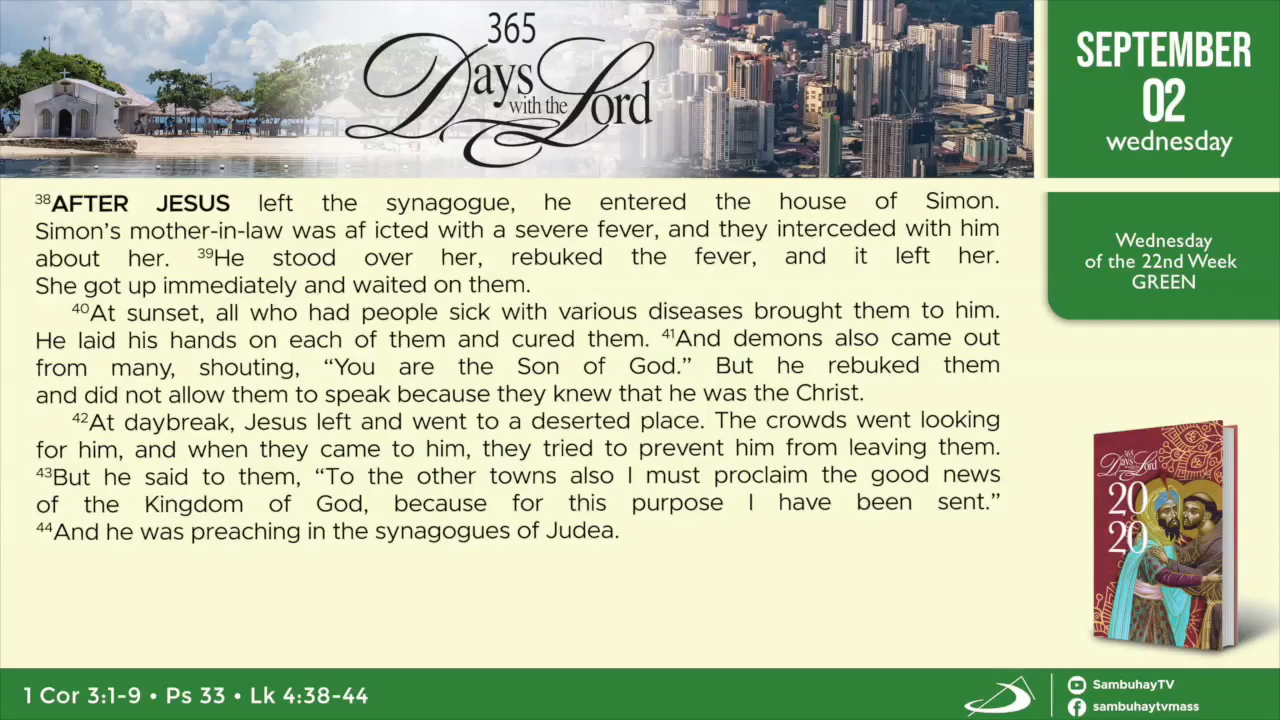 365
Days with the Lord
SEPTEMBER
02
wednesday
Wednesday
of the 22nd Week
GREEN
³⁸AFTER JESUS left the synagogue, he entered the house of Simon.
Simon’s mother-in-law was af icted with a severe fever, and they interceded with him
about her. ³⁹He stood over her, rebuked the fever, and it left her.
She got up immediately and waited on them.
⁴⁰At sunset, all who had people sick with various diseases brought them to him.
He laid his hands on each of them and cured them. ⁴¹And demons also came out
from many, shouting, “You are the Son of God.” But he rebuked them
and did not allow them to speak because they knew that he was the Christ.
⁴²At daybreak, Jesus left and went to a deserted place. The crowds went looking
for him, and when they came to him, they tried to prevent him from leaving them.
⁴³But he said to them, “To the other towns also I must proclaim the good news
of the Kingdom of God, because for this purpose I have been sent.”
⁴⁴And he was preaching in the synagogues of Judea.
365
Days with the Lord
20
20
1 Cor 3:1-9 • Ps 33 • Lk 4:38-44
SambuhayTV
sambuhaytvmass